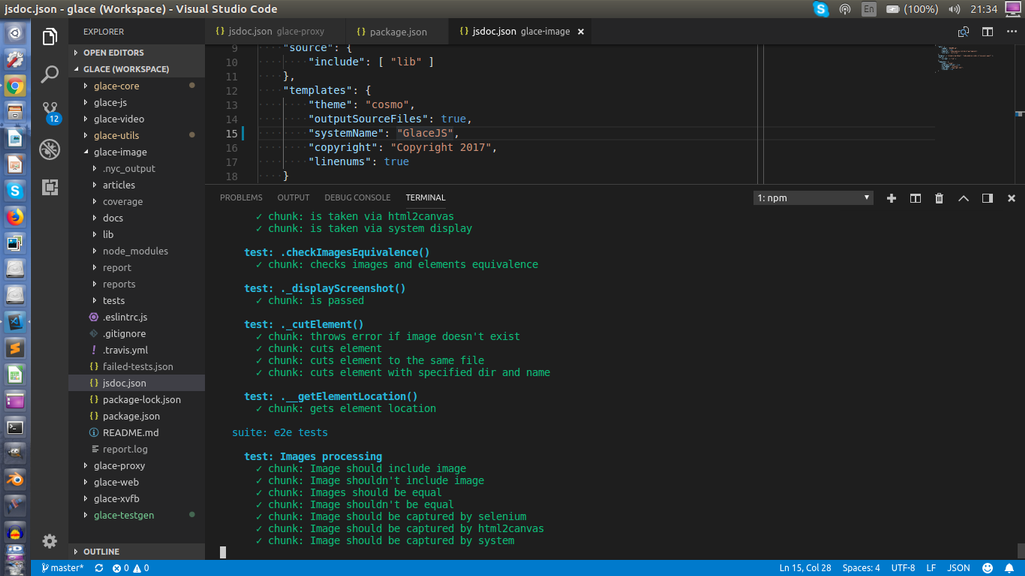 jsdoc.json - glace (WORKSPACE) - Visual Studio Code
En
(100%)
21:34
EXPLORER
OPEN EDITORS
GLACE (WORKSPACE)
glace-core
glace-js
glace-video
glace-utils
glace-image
.nyc_output
articles
coverage
docs
lib
node_modules
report
reports
tests
.eslintrc.js
.gitignore
.travis.yml
failed-tests.json
jsdoc.json
package-lock.json
package.json
README.md
report.log
glace-proxy
glace-web
glace-xvfb
glace-testgen
OUTLINE
12
jsdoc.json glace-proxy
package.json
jsdoc.json glace-image
9 "source": {
10 "include": [ "lib" ]
11 },
12 "templates": {
13 "theme": "cosmo",
14 "outputSourceFiles": true,
15 "systemName": "GlaceJS",
16 "copyright": "Copyright 2017",
17 "linenums": true
18 }
PROBLEMS OUTPUT DEBUG CONSOLE TERMINAL
1: npm
✓ chunk: is taken via html2canvas
✓ chunk: is taken via system display
test: .checkImagesEquivalence()
✓ chunk: checks images and elements equivalence
test: ._displayScreenshot()
✓ chunk: is passed
test: ._cutElement()
✓ chunk: throws error if image doesn't exist
✓ chunk: cuts element
✓ chunk: cuts element to the same file
✓ chunk: cuts element with specified dir and name
test: .__getElementLocation()
✓ chunk: gets element location
suite: e2e tests
test: Images processing
✓ chunk: Image should include image
✓ chunk: Image shouldn't include image
✓ chunk: Images should be equal
✓ chunk: Image shouldn't be equal
✓ chunk: Image should be captured by selenium
✓ chunk: Image should be captured by html2canvas
✓ chunk: Image should be captured by system
master*
0 0
Ln 15, Col 28 Spaces: 4 UTF-8 LF JSON